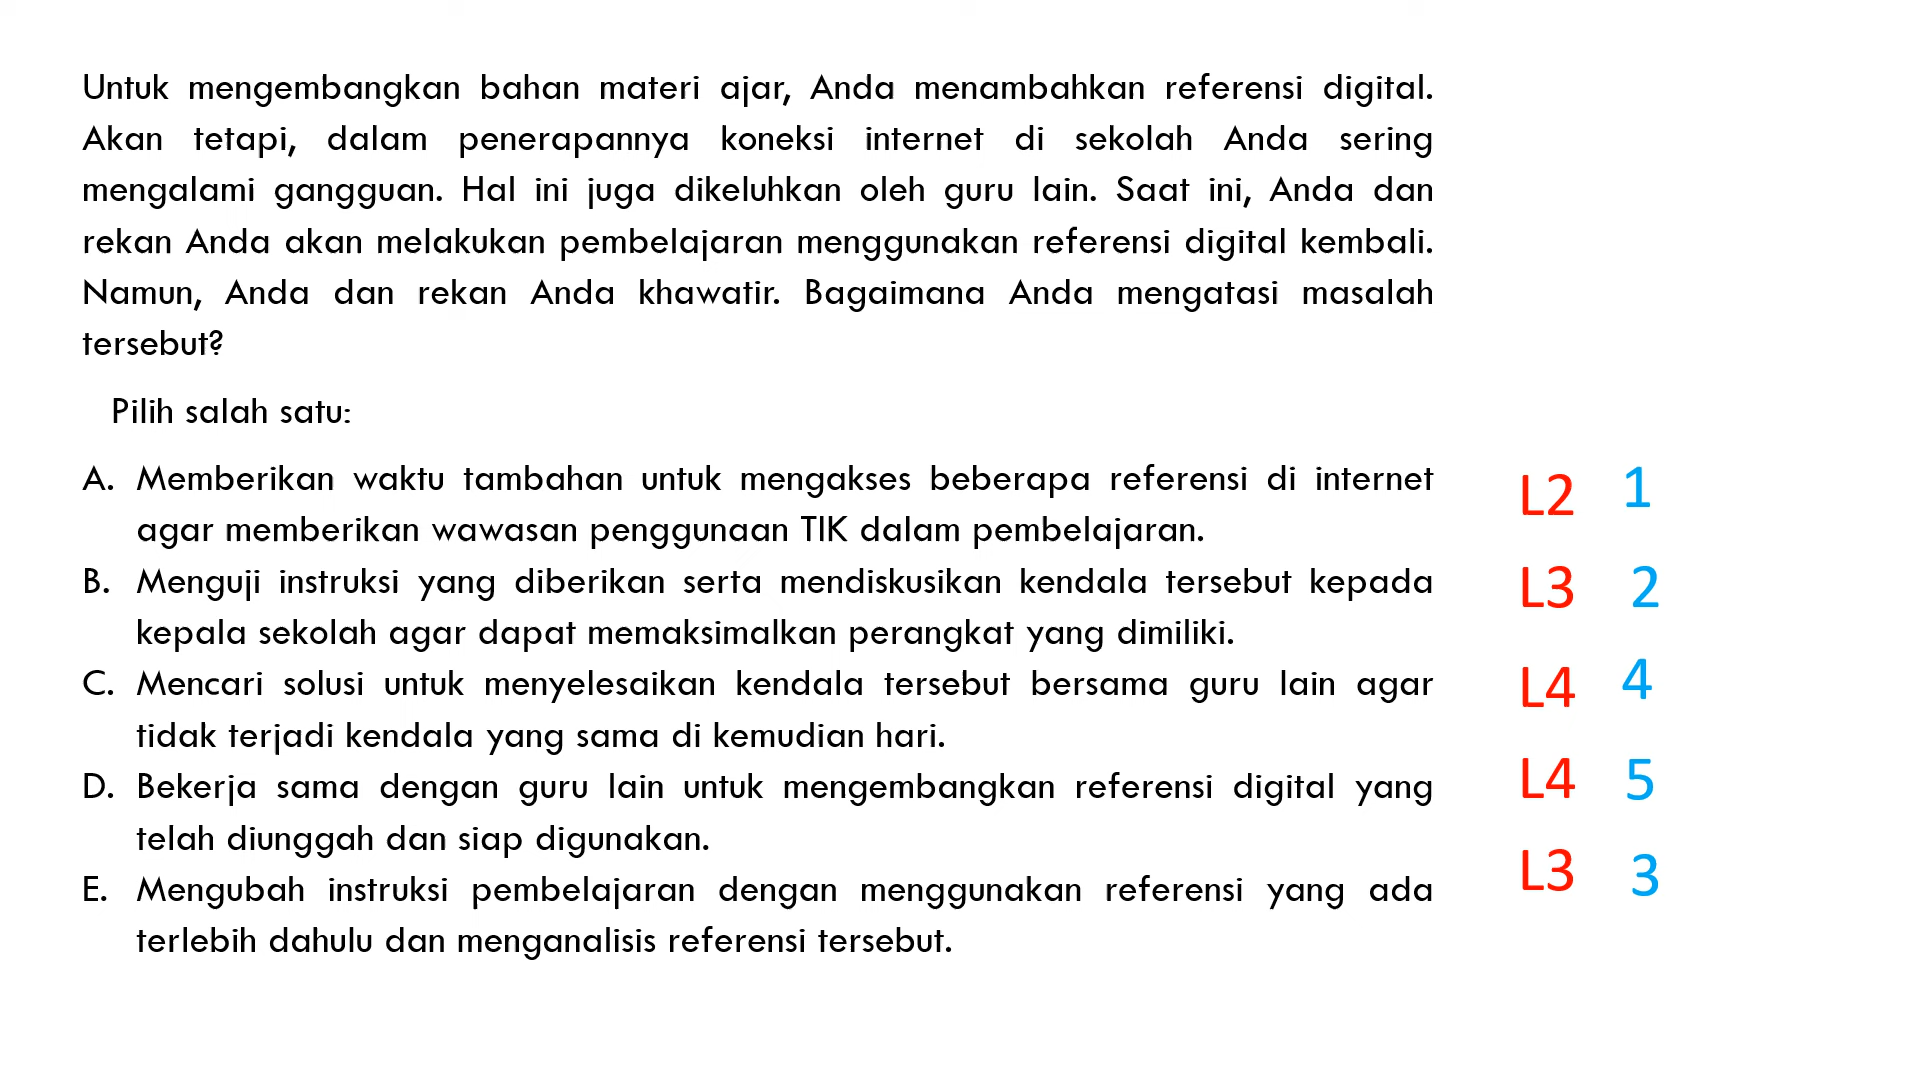 Untuk mengembangkan bahan materi ajar, Anda menambahkan referensi digital.
Akan tetapi, dalam penerapannya koneksi internet di sekolah Anda sering
mengalami gangguan. Hal ini juga dikeluhkan oleh guru lain. Saat ini, Anda dan
rekan Anda akan melakukan pembelajaran menggunakan referensi digital kembali.
Namun, Anda dan rekan Anda khawatir. Bagaimana Anda mengatasi masalah
tersebut?
Pilih salah satu:
A. Memberikan waktu tambahan untuk mengakses beberapa referensi di internet L2 1
agar memberikan wawasan penggunaan TIK dalam pembelajaran.
B. Menguji instruksi yang diberikan serta mendiskusikan kendala tersebut kepada L3 2
kepala sekolah agar dapat memaksimalkan perangkat yang dimiliki.
C. Mencari solusi untuk menyelesaikan kendala tersebut bersama guru lain agar L4 4
tidak terjadi kendala yang sama di kemudian hari.
D. Bekerja sama dengan guru lain untuk mengembangkan referensi digital yang L4 5
telah diunggah dan siap digunakan.
E. Mengubah instruksi pembelajaran dengan menggunakan referensi yang ada L3 3
terlebih dahulu dan menganalisis referensi tersebut.